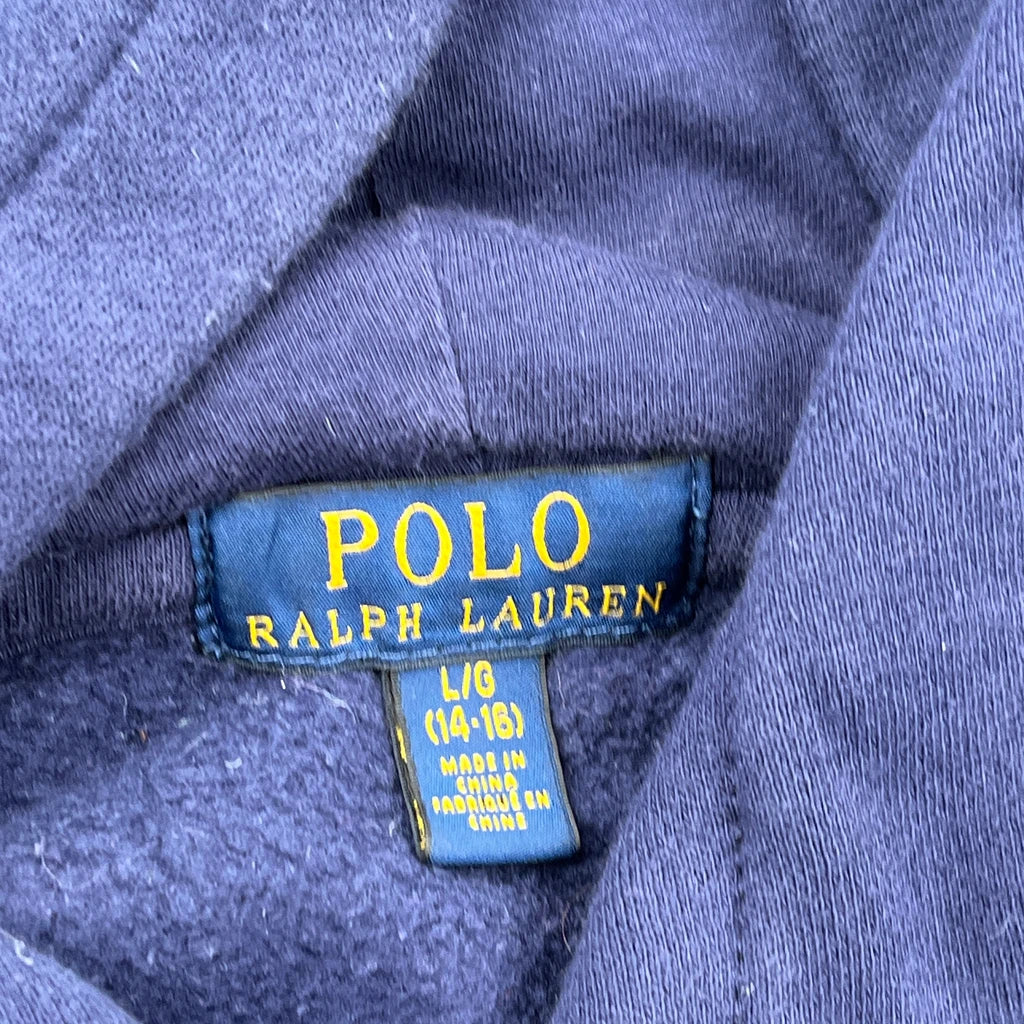 POLO
RALPH LAUREN
L/G
(14-16)
MADE IN
CHINA
FABRIQUÉ EN
CHINE